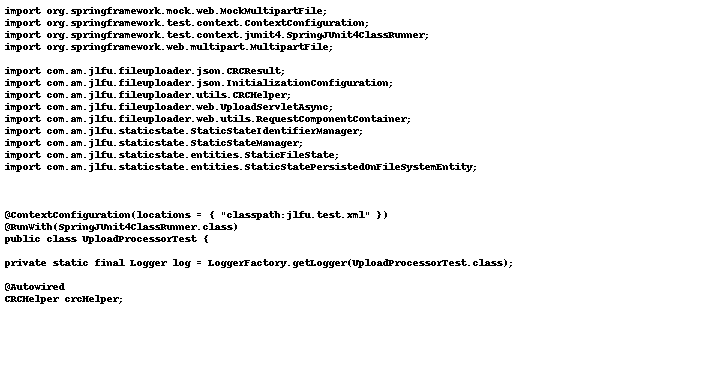 import org.springframework.mock.web.MockMultipartFile;
import org.springframework.test.context.ContextConfiguration;
import org.springframework.test.context.junit4.SpringJUnit4ClassRunner;
import org.springframework.web.multipart.MultipartFile;
import com.am.jlfu.fileuploader.json.CRCResult;
import com.am.jlfu.fileuploader.json.InitializationConfiguration;
import com.am.jlfu.fileuploader.utils.CRCHelper;
import com.am.jlfu.fileuploader.web.UploadServletAsync;
import com.am.jlfu.fileuploader.web.utils.RequestComponentContainer;
import com.am.jlfu.staticstate.StaticStateIdentifierManager;
import com.am.jlfu.staticstate.StaticStateManager;
import com.am.jlfu.staticstate.entities.StaticFileState;
import com.am.jlfu.staticstate.entities.StaticStatePersistedOnFileSystemEntity;
@ContextConfiguration(locations = { "classpath:jlfu.test.xml" })
@RunWith(SpringJUnit4ClassRunner.class)
public class UploadProcessorTest {
private static final Logger log = LoggerFactory.getLogger(UploadProcessorTest.class);
@Autowired
CRCHelper crcHelper;